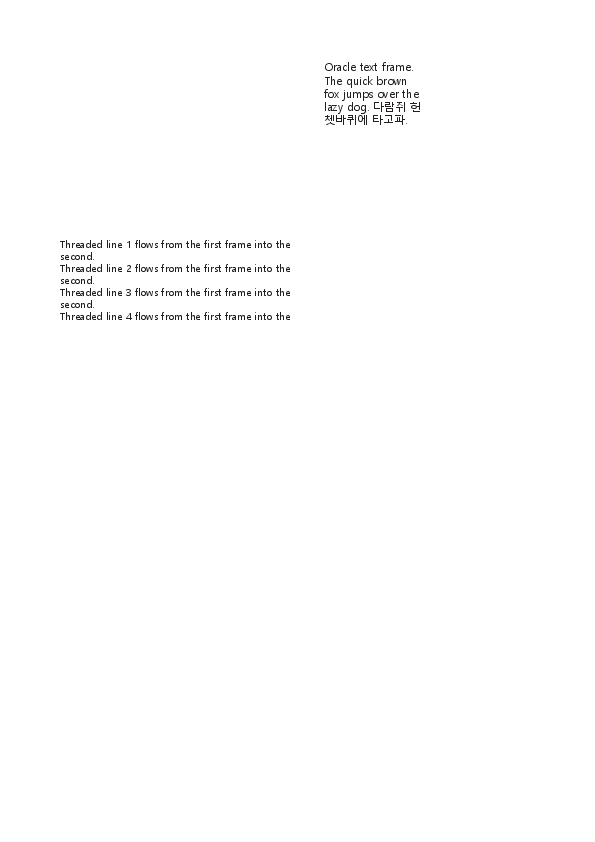 Oracle text frame.
The quick brown
fox jumps over the
lazy dog. 다람쥐 헌
쳇바퀴에 타고파.
Threaded line 1 flows from the first frame into the
second.
Threaded line 2 flows from the first frame into the
second.
Threaded line 3 flows from the first frame into the
second.
Threaded line 4 flows from the first frame into the